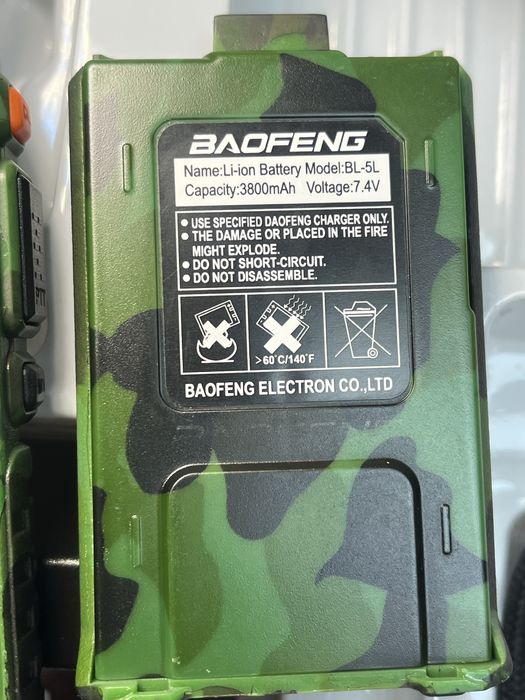 BAOFENG
Name:Li-ion Battery Model:BL-5L
Capacity:3800mAh Voltage:7.4V
• USE SPECIFIED DAOFENG CHARGER ONLY.
• THE DAMAGE OR PLACED IN THE FIRE
MIGHT EXPLODE.
• DO NOT SHORT-CIRCUIT.
• DO NOT DISASSEMBLE.
>60°C/140°F
BAOFENG ELECTRON CO.,LTD